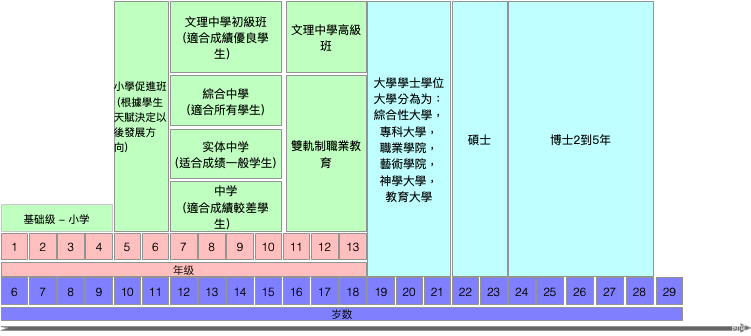 文理中學初級班
(適合成績優良學
生)
文理中學高級
班
小學促進班
(根據學生
天賦決定以
後發展方
向)
綜合中學
(適合所有學生)
实体中学
(适合成绩一般学生)
中学
(適合成績較差學
生)
雙軌制職業教
育
大學學士學位
大學分為为：
綜合性大學，
專科大學，
職業學院，
藝術學院，
神學大學，
教育大學
碩士
博士2到5年
基础级 – 小学
1 2 3 4 5 6 7 8 9 10 11 12 13
年级
6 7 8 9 10 11 12 13 14 15 16 17 18 19 20 21 22 23 24 25 26 27 28 29
岁数